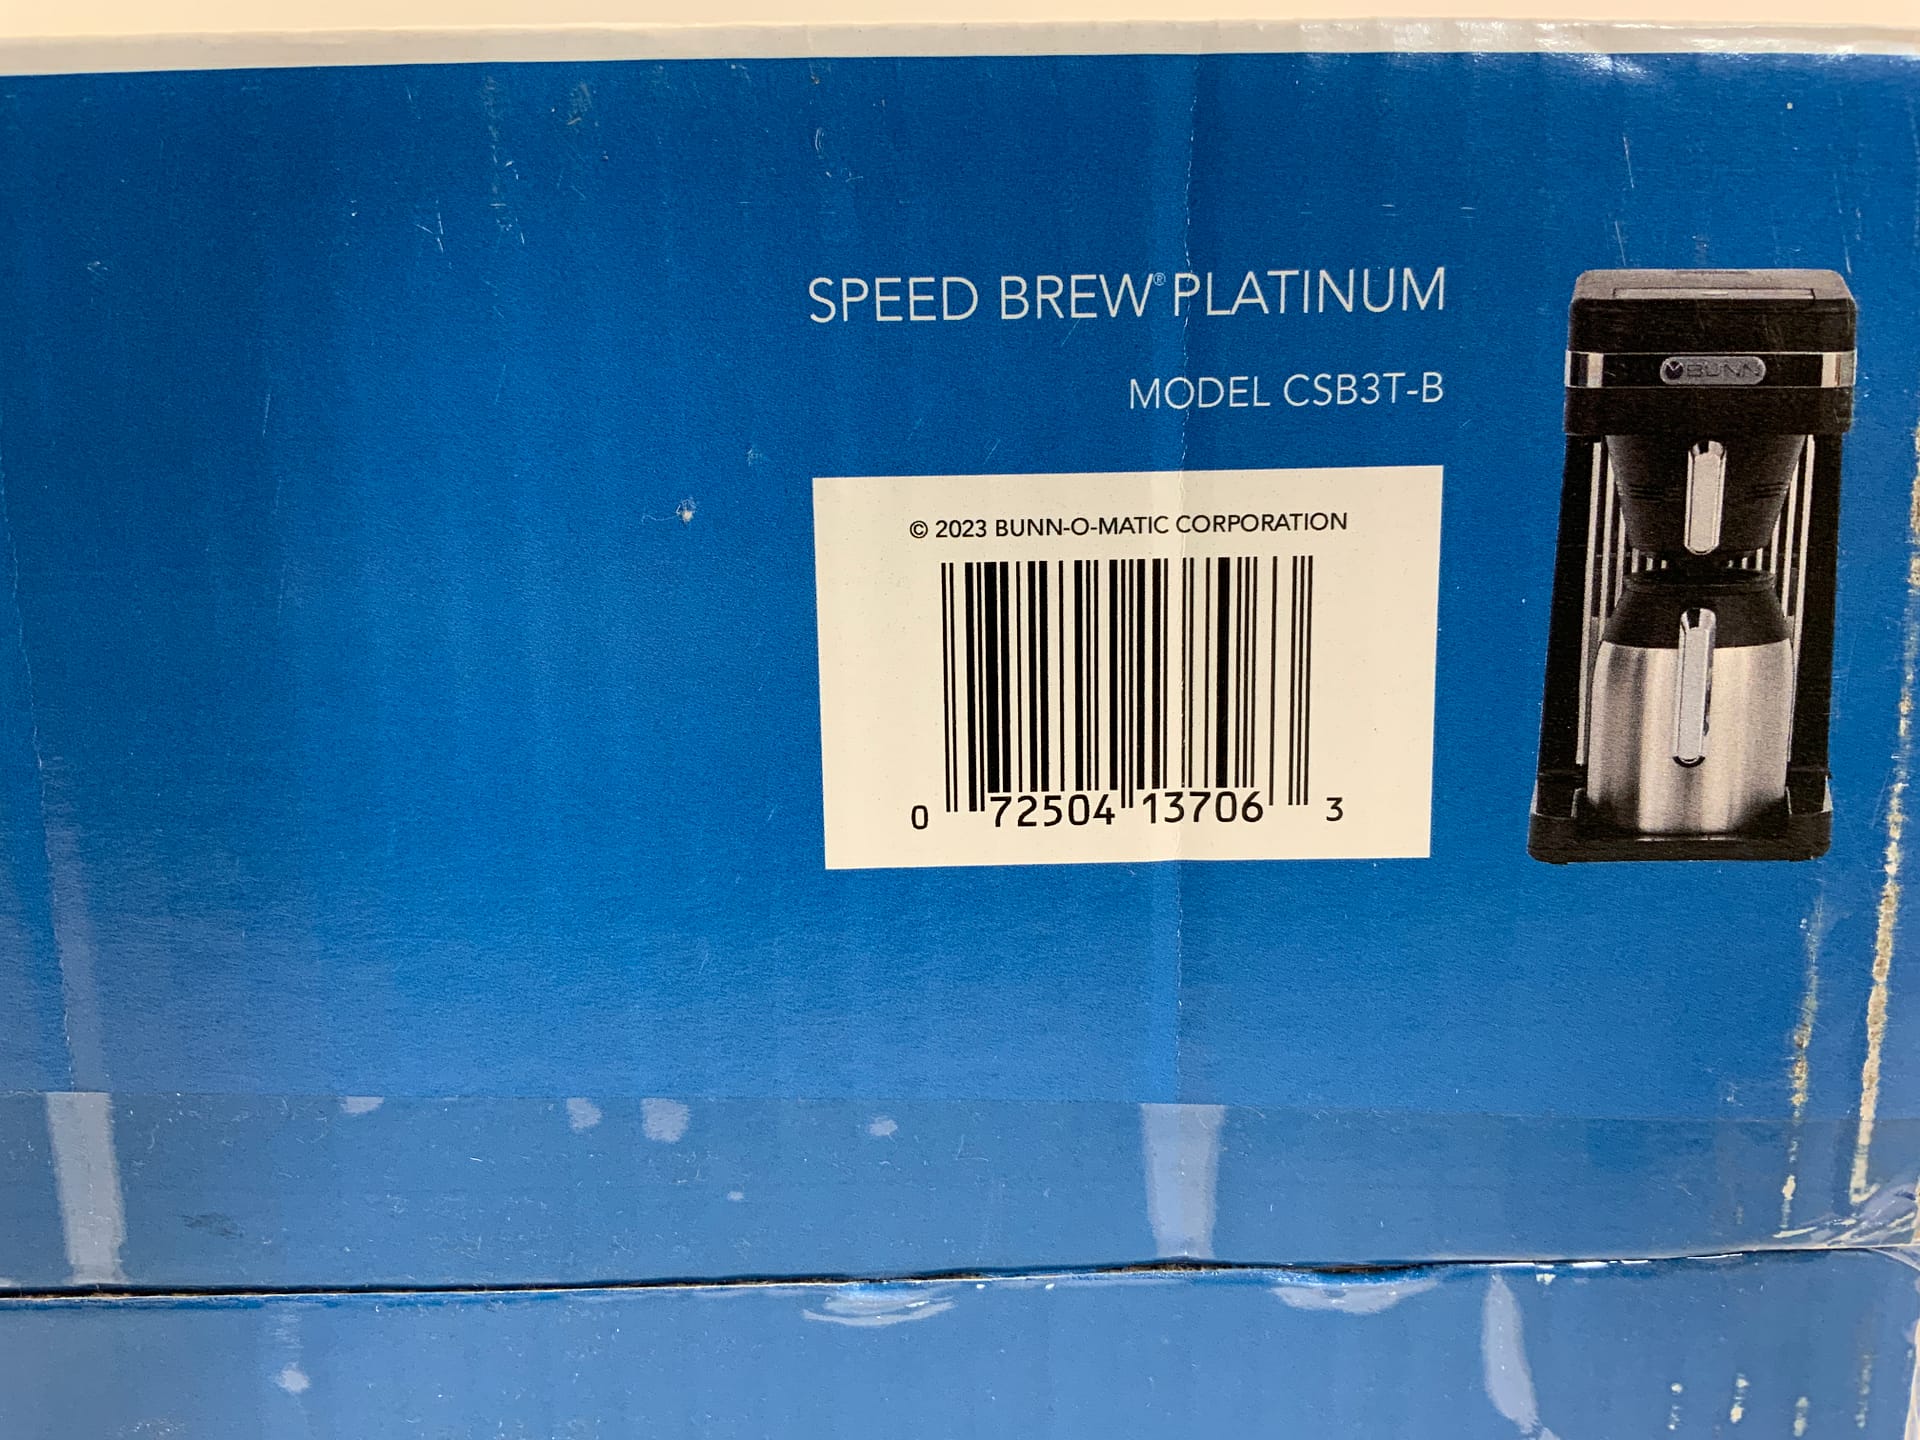 SPEED BREW® PLATINUM
MODEL CSB3T-B
BUNN
© 2023 BUNN-O-MATIC CORPORATION
0 72504 13706 3